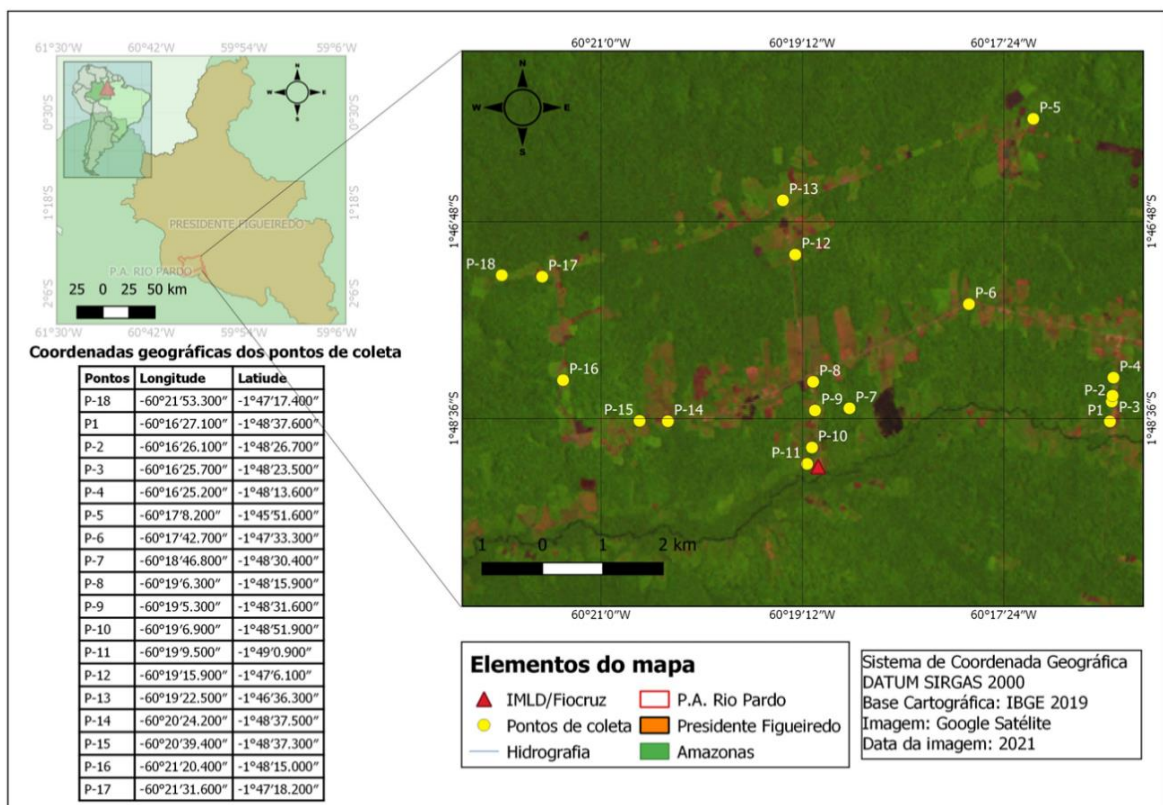 61°30'W 60°42'W 59°54'W 59°6'W
0°30'S
1°18'S
2°6'S
N
W E
S
PRESIDENTE FIGUEIREDO
P.A. RIO PARDO
25 0 25 50 km
61°30'W 60°42'W 59°54'W 59°6'W
0°30'S
1°18'S
2°6'S
Coordenadas geográficas dos pontos de coleta
Pontos Longitude Latiude
P-18 -60°21'53.300" -1°47'17.400"
P1 -60°16'27.100" -1°48'37.600"
P-2 -60°16'26.100" -1°48'26.700"
P-3 -60°16'25.700" -1°48'23.500"
P-4 -60°16'25.200" -1°48'13.600"
P-5 -60°17'8.200" -1°45'51.600"
P-6 -60°17'42.700" -1°47'33.300"
P-7 -60°18'46.800" -1°48'30.400"
P-8 -60°19'6.300" -1°48'15.900"
P-9 -60°19'5.300" -1°48'31.600"
P-10 -60°19'6.900" -1°48'51.900"
P-11 -60°19'9.500" -1°49'0.900"
P-12 -60°19'15.900" -1°47'6.100"
P-13 -60°19'22.500" -1°46'36.300"
P-14 -60°20'24.200" -1°48'37.500"
P-15 -60°20'39.400" -1°48'37.300"
P-16 -60°21'20.400" -1°48'15.000"
P-17 -60°21'31.600" -1°47'18.200"
60°21'0"W 60°19'12"W 60°17'24"W
1°46'48"S
1°48'36"S
N
W E
S
P-5
P-13
P-12
P-18 P-17
P-6
P-16
P-8
P-4
P-2
P-9 P-7
P-15 P-14
P1 P-3
P-10
P-11
1 0 1 2 km
1°46'48"S
1°48'36"S
60°21'0"W 60°19'12"W 60°17'24"W
Elementos do mapa
IMLD/Fiocruz P.A. Rio Pardo
Pontos de coleta Presidente Figueiredo
Hidrografia Amazonas
Sistema de Coordenada Geográfica
DATUM SIRGAS 2000
Base Cartográfica: IBGE 2019
Imagem: Google Satélite
Data da imagem: 2021